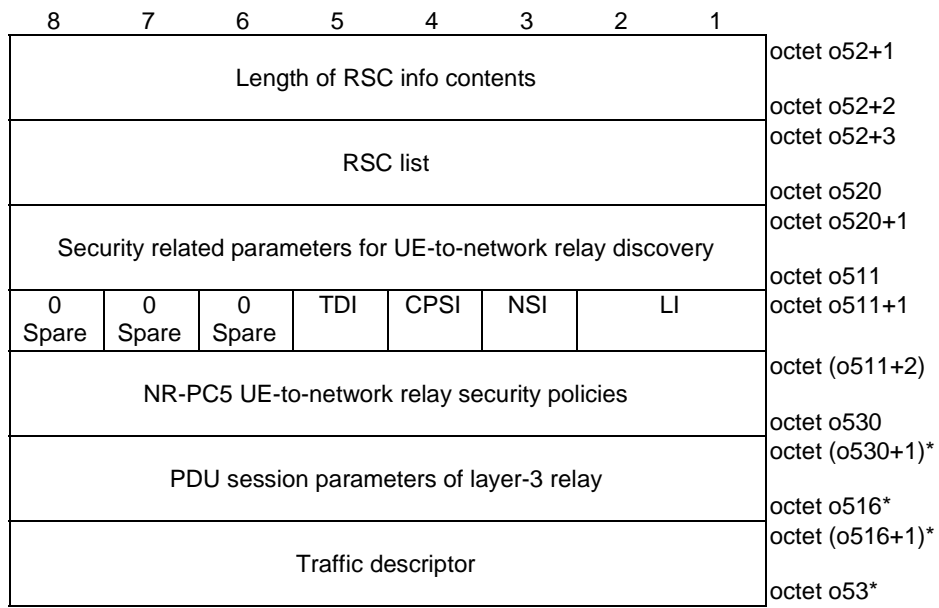 8 7 6 5 4 3 2 1
Length of RSC info contents
octet o52+1
octet o52+2
RSC list
octet o52+3
octet o520
Security related parameters for UE-to-network relay discovery
octet o520+1
octet o511
0 0 0 TDI CPSI NSI LI octet o511+1
Spare Spare Spare
NR-PC5 UE-to-network relay security policies
octet (o511+2)
octet o530
PDU session parameters of layer-3 relay
octet (o530+1)*
octet o516*
Traffic descriptor
octet (o516+1)*
octet o53*